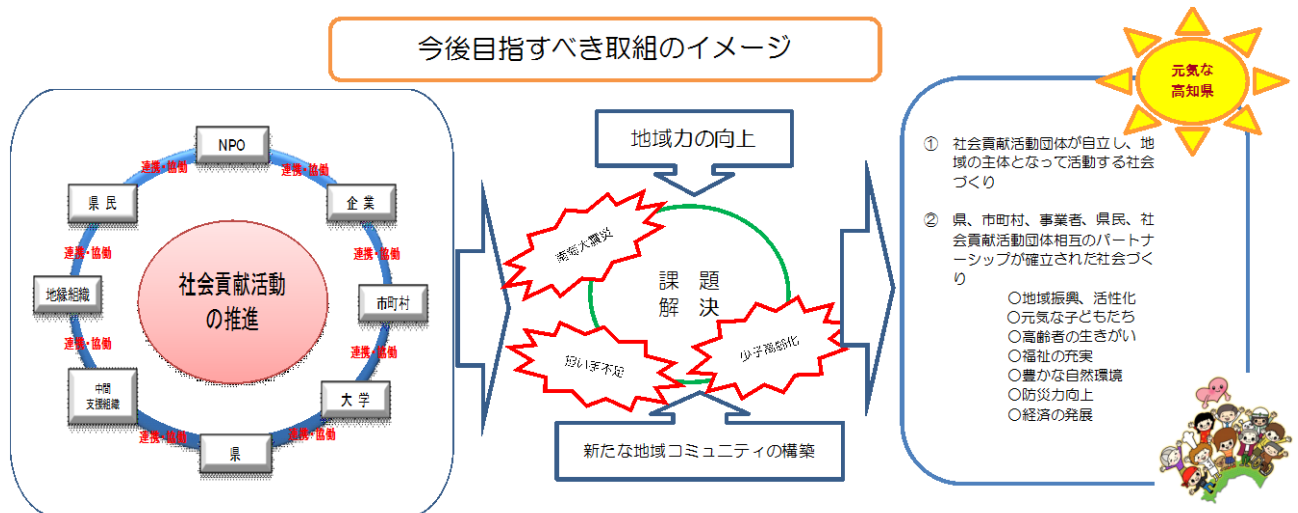 今後目指すべき取組のイメージ
NPO
連携・協働
企業
連携・協働
市町村
連携・協働
大学
連携・協働
県
連携・協働
中間
支援組織
連携・協働
地縁組織
連携・協働
県民
連携・協働
社会貢献活動
の推進
地域力の向上
南海大震災
課題
解決
担い手不足
少子高齢化
新たな地域コミュニティの構築
元気な
高知県
① 社会貢献活動団体が自立し、地
域の主体となって活動する社会
づくり
② 県、市町村、事業者、県民、社
会貢献活動団体相互のパートナ
ーシップが確立された社会づく
り
〇地域振興、活性化
〇元気な子どもたち
〇高齢者の生きがい
〇福祉の充実
〇豊かな自然環境
〇防災力向上
〇経済の発展